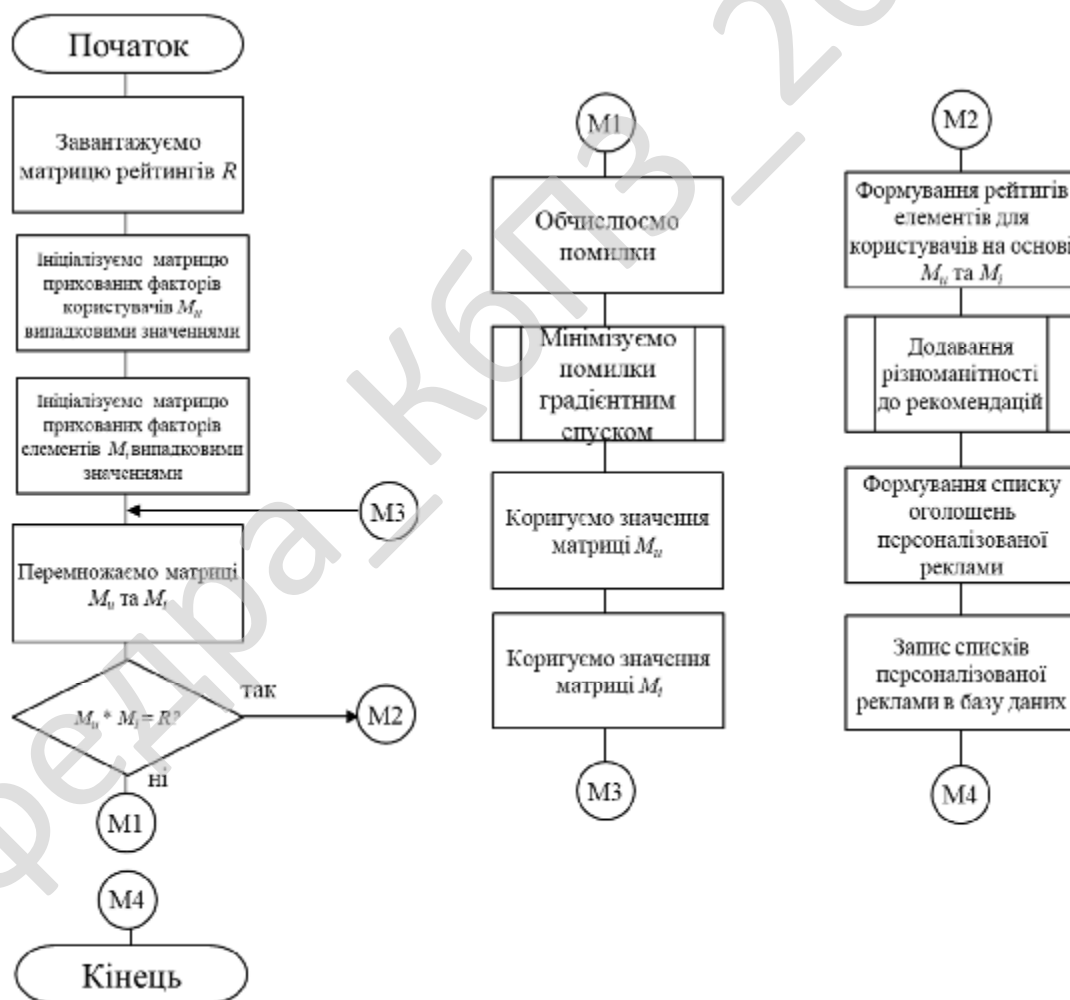 Початок
Завантажуємо
матрицю рейтингів R
Ініціалізуємо матрицю
прихованих факторів
користувачів Mu
випадковими значеннями
Ініціалізуємо матрицю
прихованих факторів
елементів Mi випадковими
значеннями
M3
Перемножаємо матриці
Mu та Mi
Mu * Mi = R?
так
M2
ні
M1
M4
Кінець
M1
Обчислюємо
помилки
Мінімізуємо
помилки
градієнтним
спуском
Коригуємо значення
матриці Mu
Коригуємо значення
матриці Mi
M3
M2
Формування рейтигів
елементів для
користувачів на основі
Mu та Mi
Додавання
різноманітності
до рекомендацій
Формування списку
оголошень
персоналізованої
реклами
Запис списків
персоналізованої
реклами в базу даних
M4
федра_КбПЗ_20